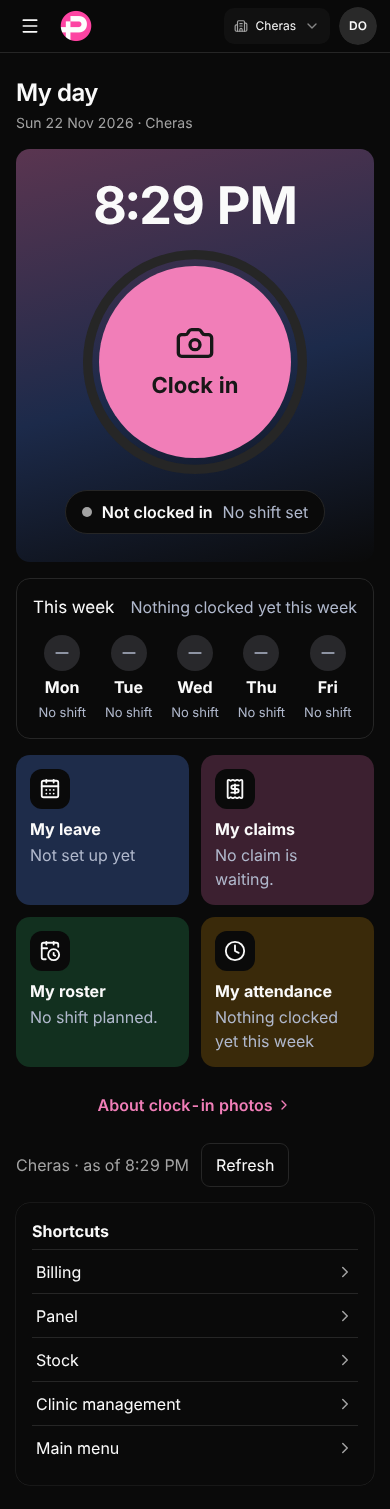 Cheras
DO
My day
Sun 22 Nov 2026 · Cheras
8:29 PM
Clock in
Not clocked in No shift set
This week Nothing clocked yet this week
Mon Tue Wed Thu Fri
No shift No shift No shift No shift No shift
My leave
Not set up yet
My claims
No claim is
waiting.
My roster
No shift planned.
My attendance
Nothing clocked
yet this week
About clock-in photos
Cheras · as of 8:29 PM Refresh
Shortcuts
Billing
Panel
Stock
Clinic management
Main menu